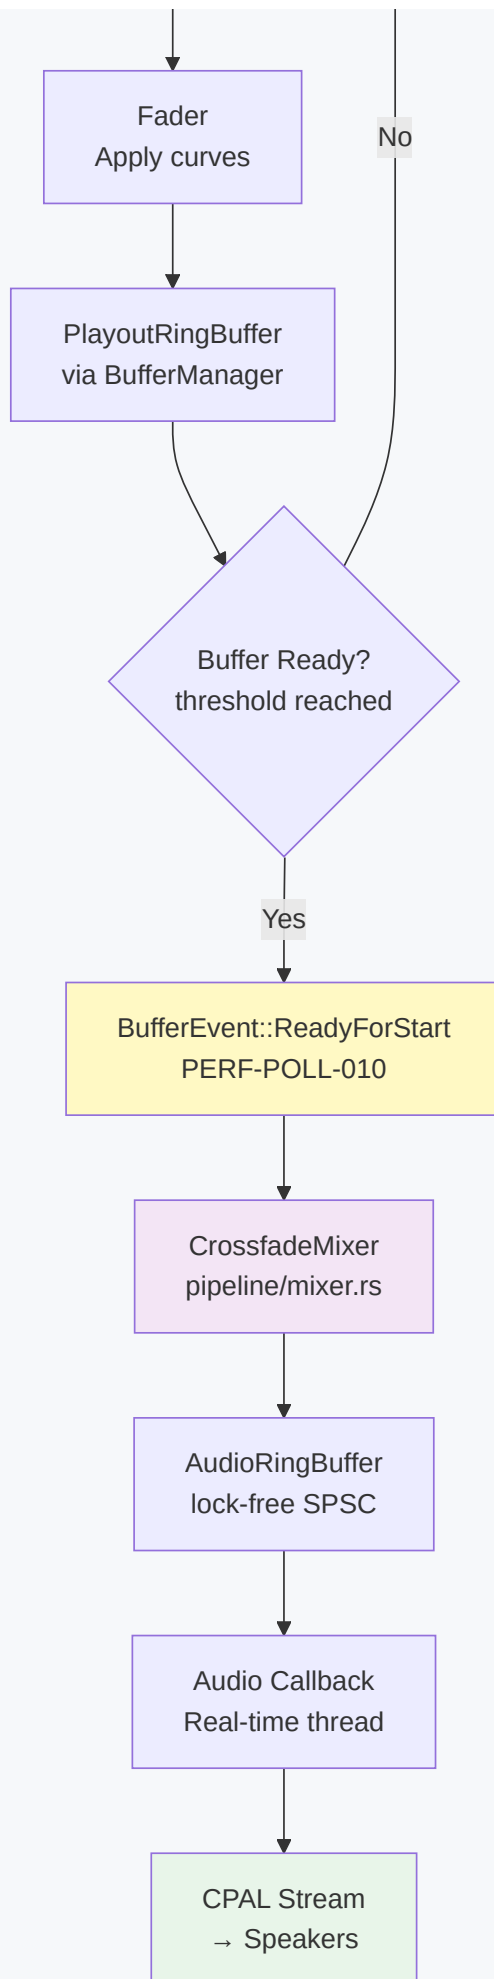 Fader
Apply curves
No
PlayoutRingBuffer
via BufferManager
Buffer Ready?
threshold reached
Yes
BufferEvent::ReadyForStart
PERF-POLL-010
CrossfadeMixer
pipeline/mixer.rs
AudioRingBuffer
lock-free SPSC
Audio Callback
Real-time thread
CPAL Stream
→ Speakers